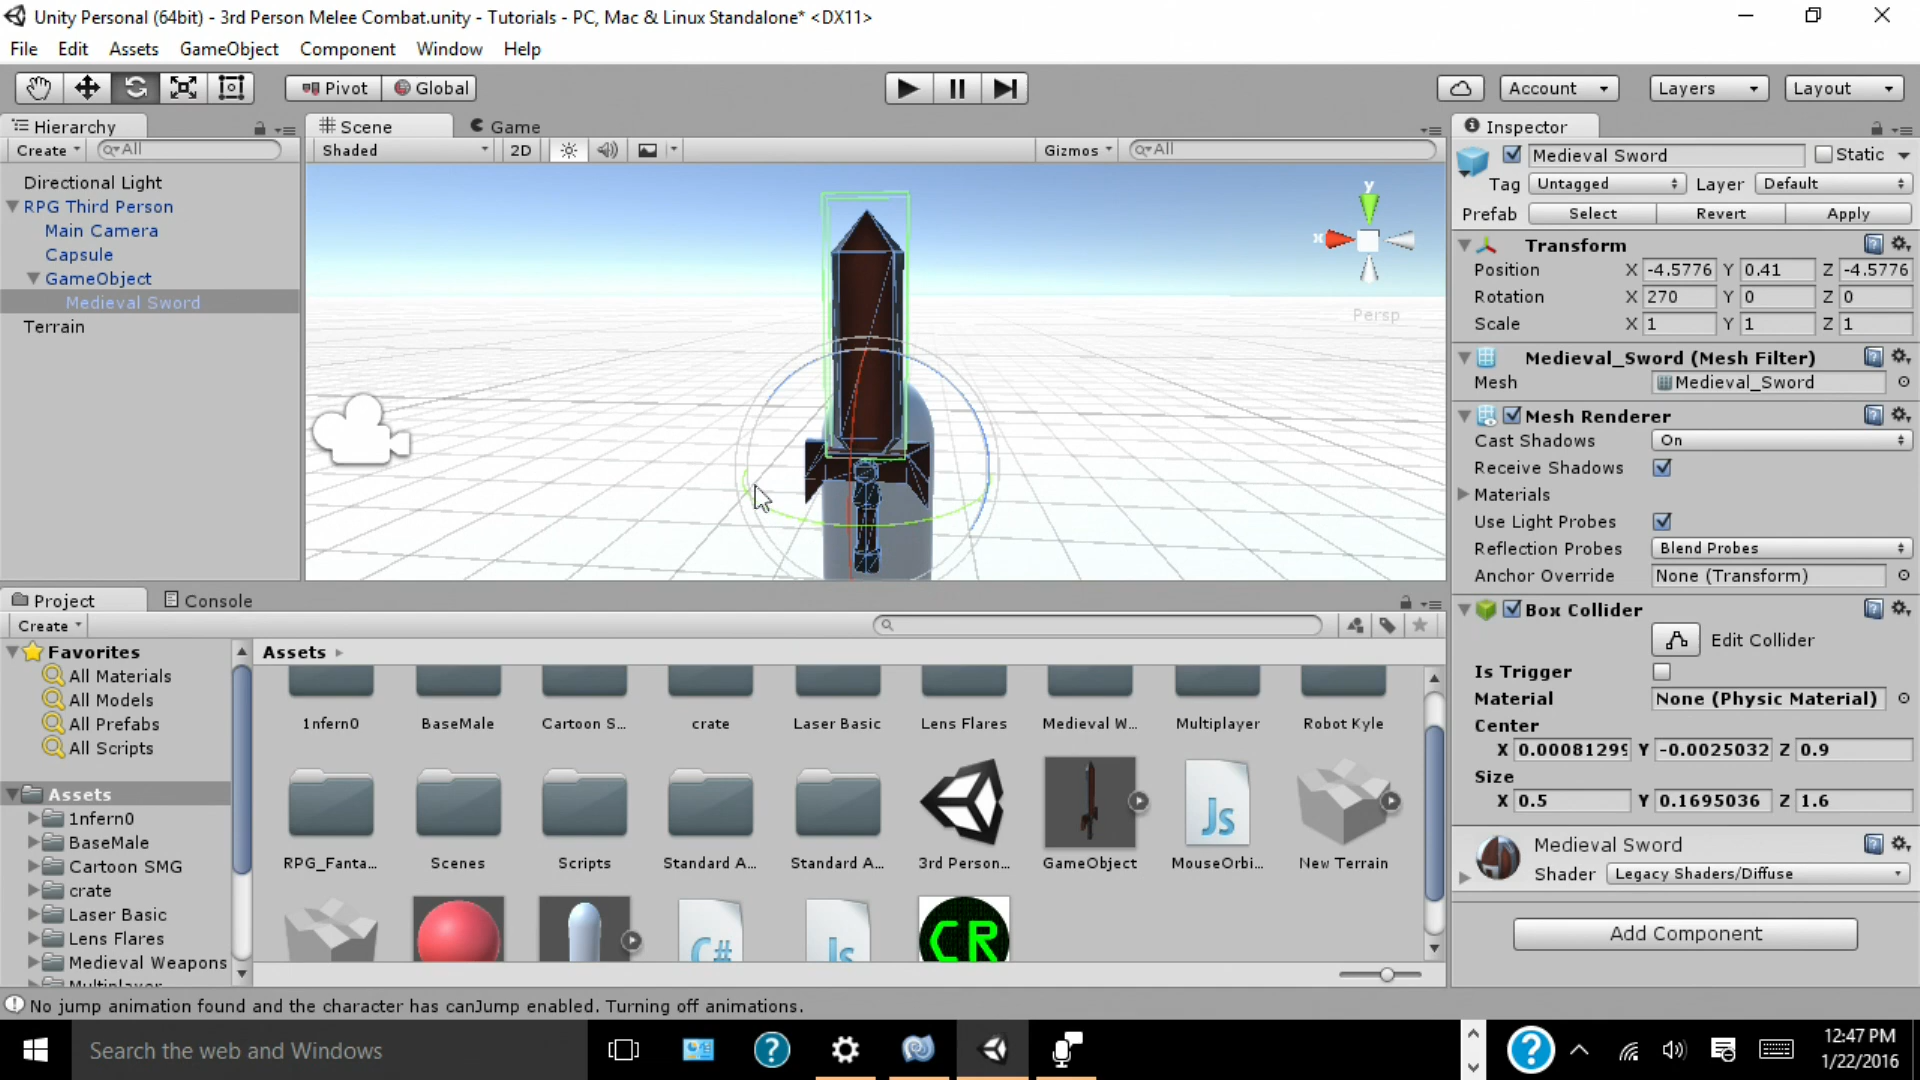 Unity Personal (64bit) - 3rd Person Melee Combat.unity - Tutorials - PC, Mac & Linux Standalone* <DX11>
File Edit Assets GameObject Component Window Help
Pivot Global Account Layers Layout
Hierarchy
Create All
Directional Light
RPG Third Person
Main Camera
Capsule
GameObject
Medieval Sword
Terrain
Scene Game
Shaded 2D Gizmos All
y
x
Persp
Inspector
Medieval Sword Static
Tag Untagged Layer Default
Prefab Select Revert Apply
Transform
Position X -4.5776 Y 0.41 Z -4.5776
Rotation X 270 Y 0 Z 0
Scale X 1 Y 1 Z 1
Medieval_Sword (Mesh Filter)
Mesh Medieval_Sword
Mesh Renderer
Cast Shadows On
Receive Shadows
Materials
Use Light Probes
Reflection Probes Blend Probes
Anchor Override None (Transform)
Box Collider
Edit Collider
Is Trigger
Material None (Physic Material)
Center
X 0.00081299 Y -0.0025032 Z 0.9
Size
X 0.5 Y 0.1695036 Z 1.6
Medieval Sword
Shader Legacy Shaders/Diffuse
Add Component
Project Console
Create
Favorites
All Materials
All Models
All Prefabs
All Scripts
Assets
1nfern0
BaseMale
Cartoon SMG
crate
Laser Basic
Lens Flares
Medieval Weapons
Multiplayer
Assets
1nfern0 BaseMale Cartoon S... crate Laser Basic Lens Flares Medieval W... Multiplayer Robot Kyle
Js
RPG_Fanta... Scenes Scripts Standard A... Standard A... 3rd Person... GameObject MouseOrbi... New Terrain
C# Js CR
No jump animation found and the character has canJump enabled. Turning off animations.
Search the web and Windows
12:47 PM
1/22/2016